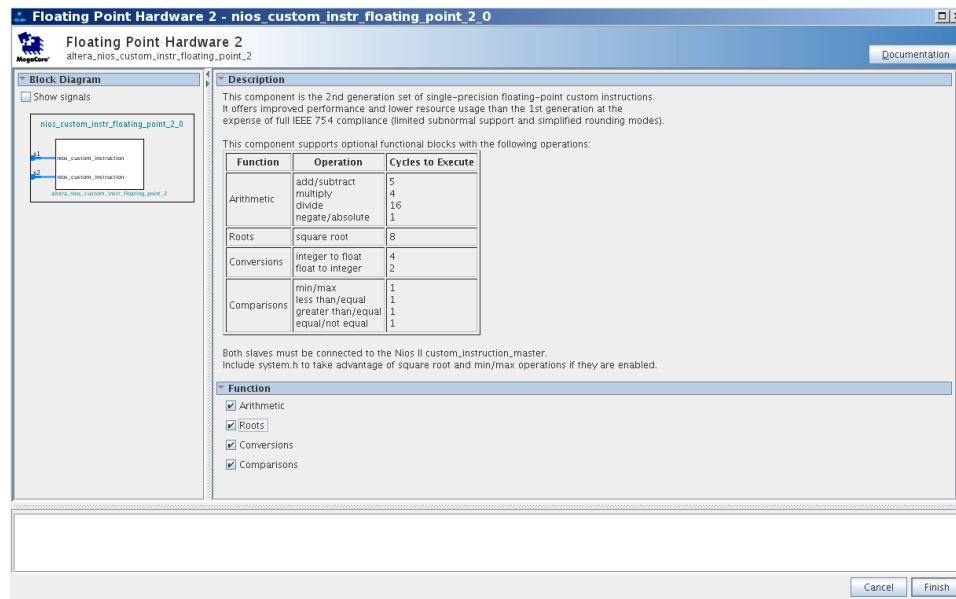 Floating Point Hardware 2 - nios_custom_instr_floating_point_2_0
Floating Point Hardware 2
altera_nios_custom_instr_floating_point_2
MegaCore'
Documentation
Block Diagram
Show signals
nios_custom_instr_floating_point_2_0
s1
nios_custom_instruction
s2
nios_custom_instruction
altera_nios_custom_instr_floating_point_2
Description
This component is the 2nd generation set of single-precision floating-point custom instructions.
It offers improved performance and lower resource usage than the 1st generation at the
expense of full IEEE 754 compliance (limited subnormal support and simplified rounding modes).
This component supports optional functional blocks with the following operations:
Function Operation Cycles to Execute
Arithmetic
add/subtract 5
multiply 4
divide 16
negate/absolute 1
Roots square root 8
Conversions
integer to float 4
float to integer 2
Comparisons
min/max 1
less than/equal 1
greater than/equal 1
equal/not equal 1
Both slaves must be connected to the Nios II custom_instruction_master.
Include system.h to take advantage of square root and min/max operations if they are enabled.
Function
Arithmetic
Roots
Conversions
Comparisons
Cancel
Finish